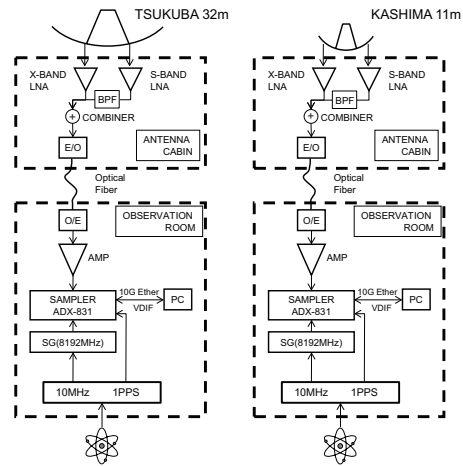 TSUKUBA 32m
X-BAND
LNA
S-BAND
LNA
BPF
+
COMBINER
E/O
ANTENNA
CABIN
Optical
Fiber
O/E
OBSERVATION
ROOM
AMP
SAMPLER
ADX-831
10G Ether
VDIF
PC
SG(8192MHz)
10MHz 1PPS
KASHIMA 11m
X-BAND
LNA
S-BAND
LNA
BPF
+
COMBINER
E/O
ANTENNA
CABIN
Optical
Fiber
O/E
OBSERVATION
ROOM
AMP
SAMPLER
ADX-831
10G Ether
VDIF
PC
SG(8192MHz)
10MHz 1PPS